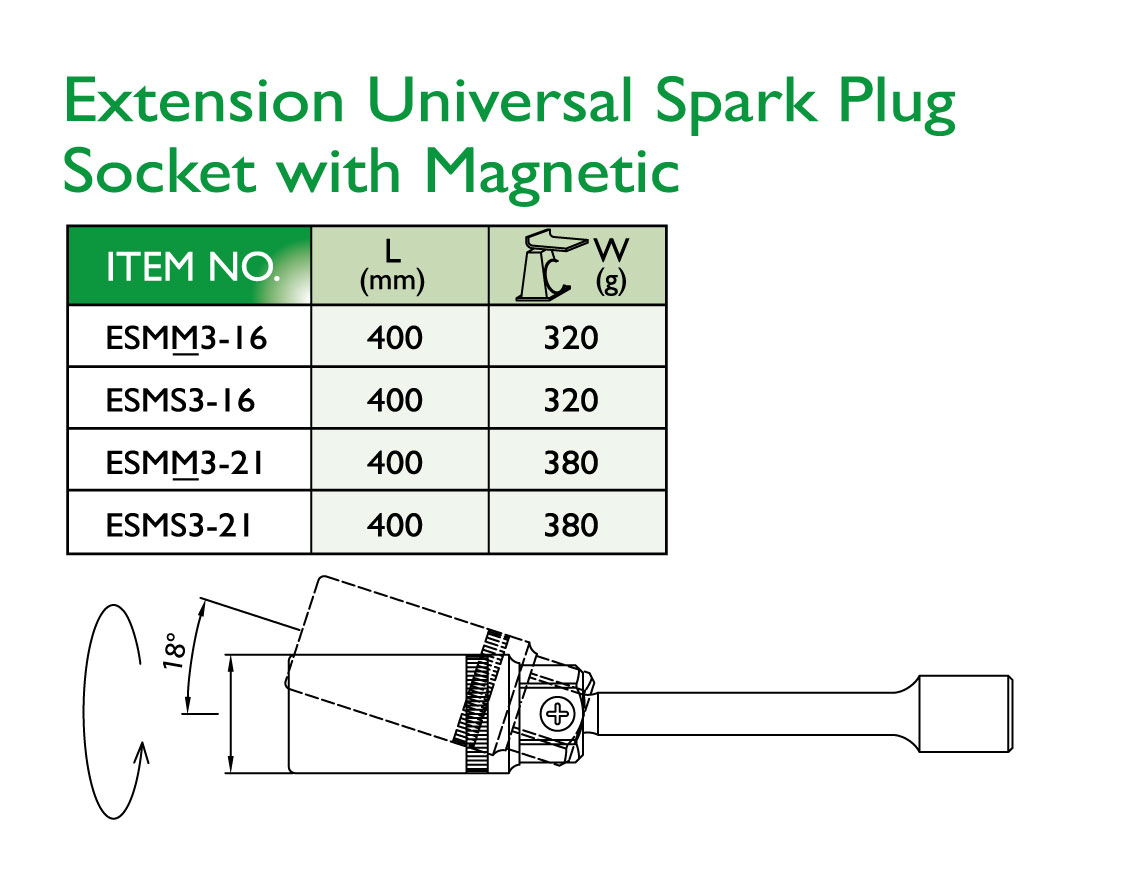 Extension Universal Spark Plug
Socket with Magnetic
ITEM NO. L (mm) W (g)
ESMM3-16 400 320
ESMS3-16 400 320
ESMM3-21 400 380
ESMS3-21 400 380
18°